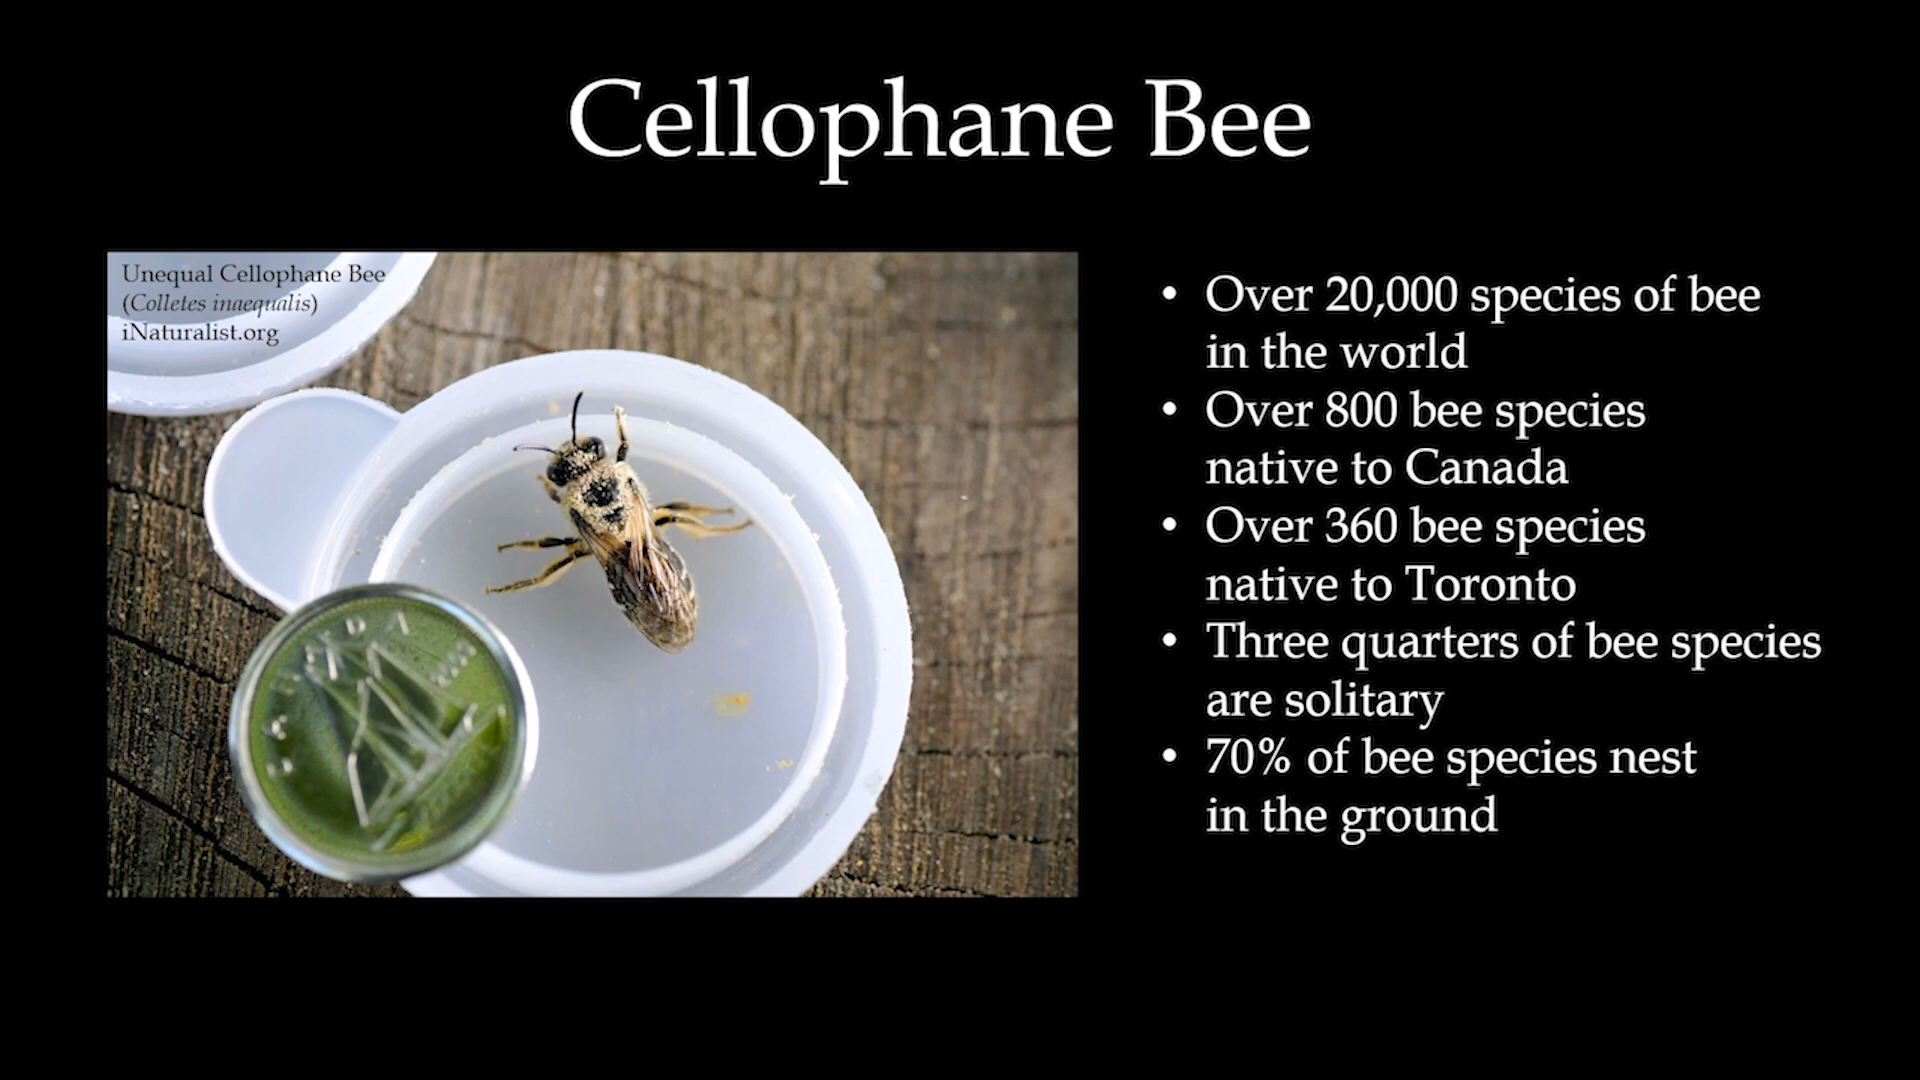 Cellophane Bee
Unequal Cellophane Bee
(Colletes inaequalis)
iNaturalist.org
• Over 20,000 species of bee
in the world
• Over 800 bee species
native to Canada
• Over 360 bee species
native to Toronto
• Three quarters of bee species
are solitary
• 70% of bee species nest
in the ground